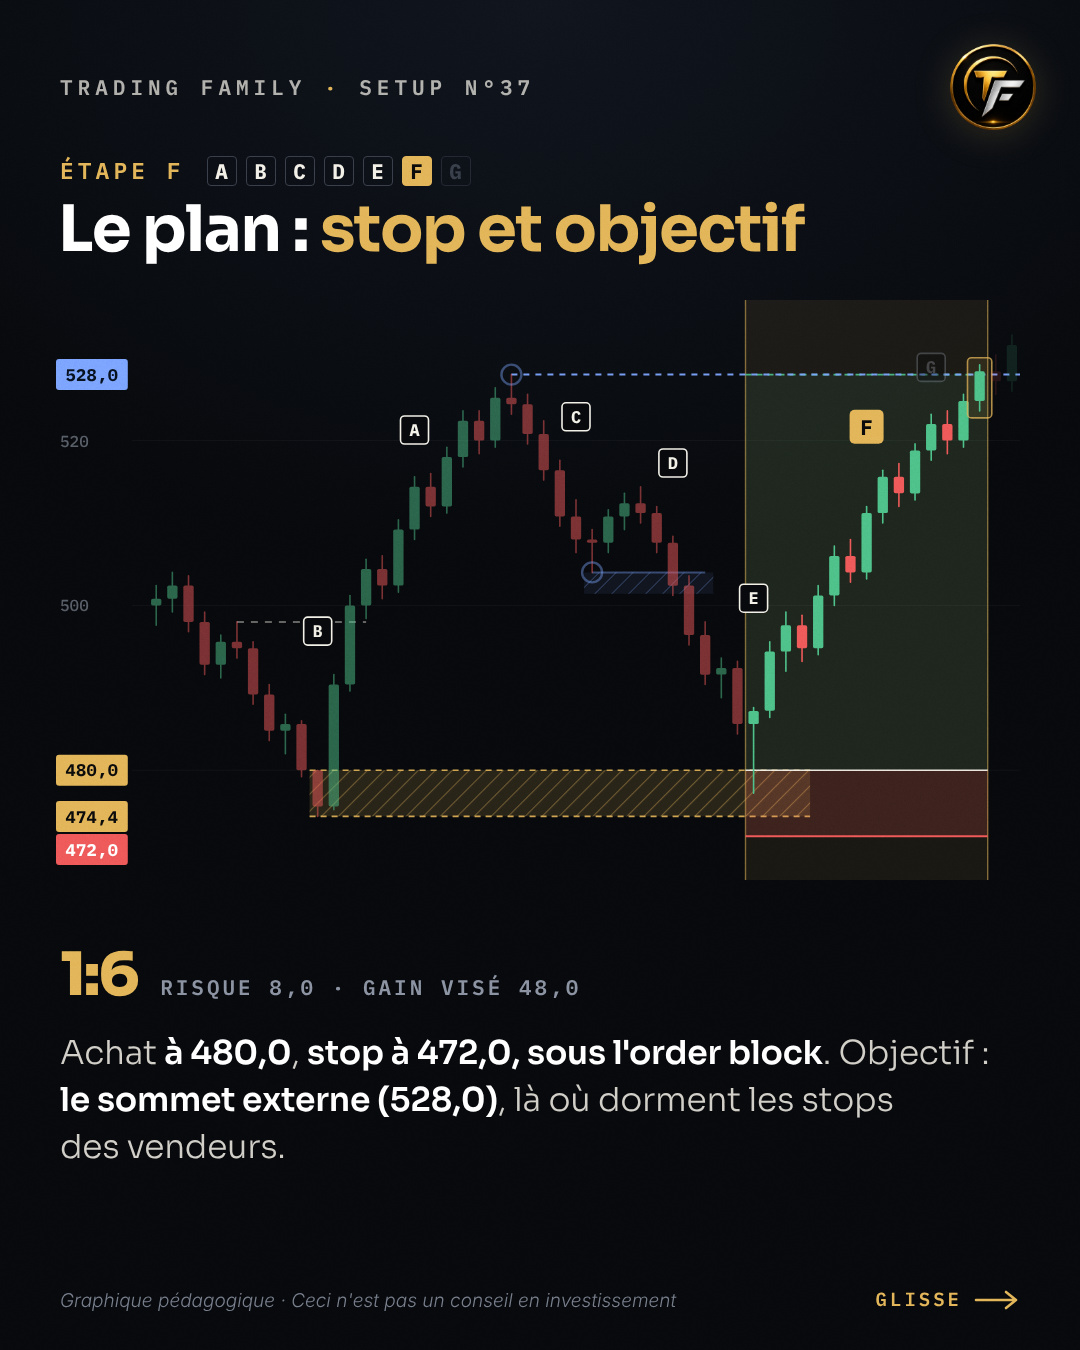 TRADING FAMILY · SETUP N°37
TF
ÉTAPE F A B C D E F G
Le plan : stop et objectif
528,0
G
A
C
F
520
D
E
500
B
480,0
474,4
472,0
1:6 RISQUE 8,0 · GAIN VISÉ 48,0
Achat à 480,0, stop à 472,0, sous l'order block. Objectif :
le sommet externe (528,0), là où dorment les stops
des vendeurs.
Graphique pédagogique · Ceci n'est pas un conseil en investissement
GLISSE →